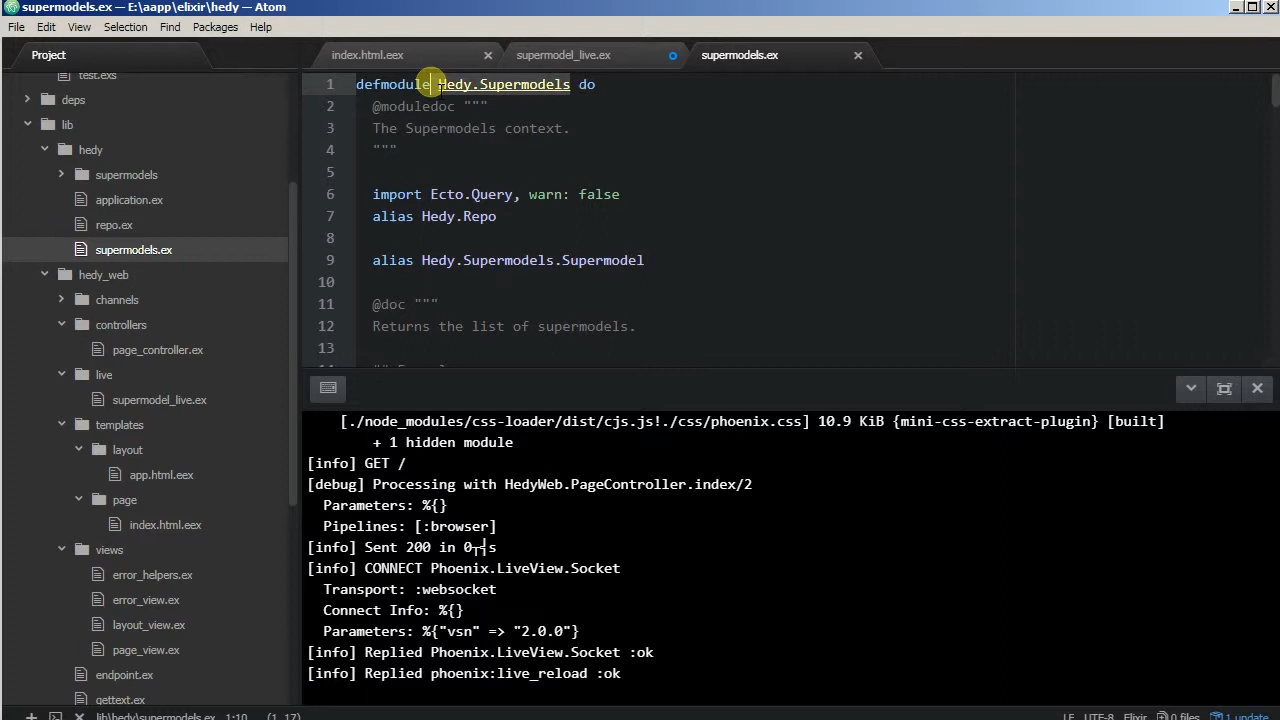 supermodels.ex — E:\aapp\elixir\hedy — Atom
File Edit View Selection Find Packages Help
Project
index.html.eex supermodel_live.ex supermodels.ex
test.exs
deps
lib
hedy
supermodels
application.ex
repo.ex
supermodels.ex
hedy_web
channels
controllers
page_controller.ex
live
supermodel_live.ex
templates
layout
app.html.eex
page
index.html.eex
views
error_helpers.ex
error_view.ex
layout_view.ex
page_view.ex
endpoint.ex
gettext.ex
1 defmodule Hedy.Supermodels do
2 @moduledoc """
3 The Supermodels context.
4 """
5
6 import Ecto.Query, warn: false
7 alias Hedy.Repo
8
9 alias Hedy.Supermodels.Supermodel
10
11 @doc """
12 Returns the list of supermodels.
13
[./node_modules/css-loader/dist/cjs.js!./css/phoenix.css] 10.9 KiB {mini-css-extract-plugin} [built]
+ 1 hidden module
[info] GET /
[debug] Processing with HedyWeb.PageController.index/2
Parameters: %{}
Pipelines: [:browser]
[info] Sent 200 in 0┬╡s
[info] CONNECT Phoenix.LiveView.Socket
Transport: :websocket
Connect Info: %{}
Parameters: %{"vsn" => "2.0.0"}
[info] Replied Phoenix.LiveView.Socket :ok
[info] Replied phoenix:live_reload :ok
lib\hedy\supermodels.ex 1:10 (1, 17) LF UTF-8 Elixir 0 files 1 update